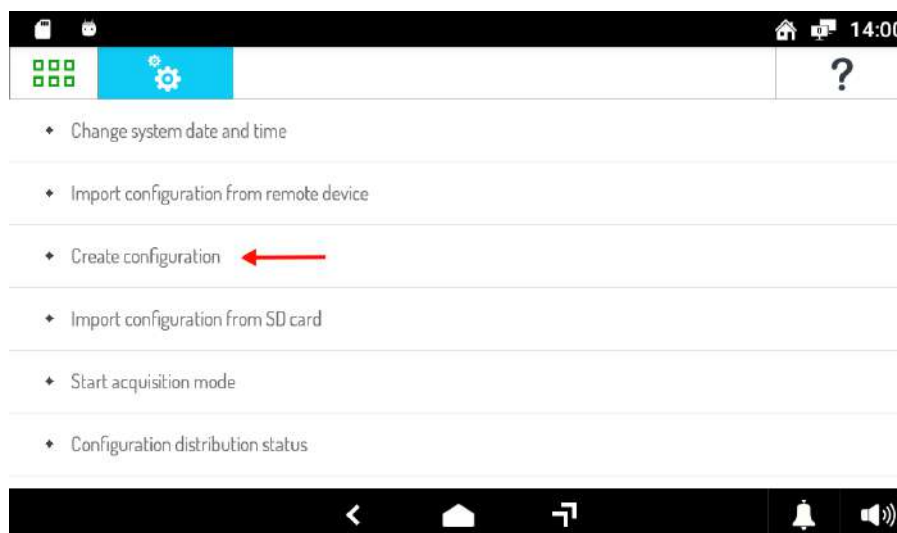 14:00
?
Change system date and time
Import configuration from remote device
Create configuration
Import configuration from SD card
Start acquisition mode
Configuration distribution status